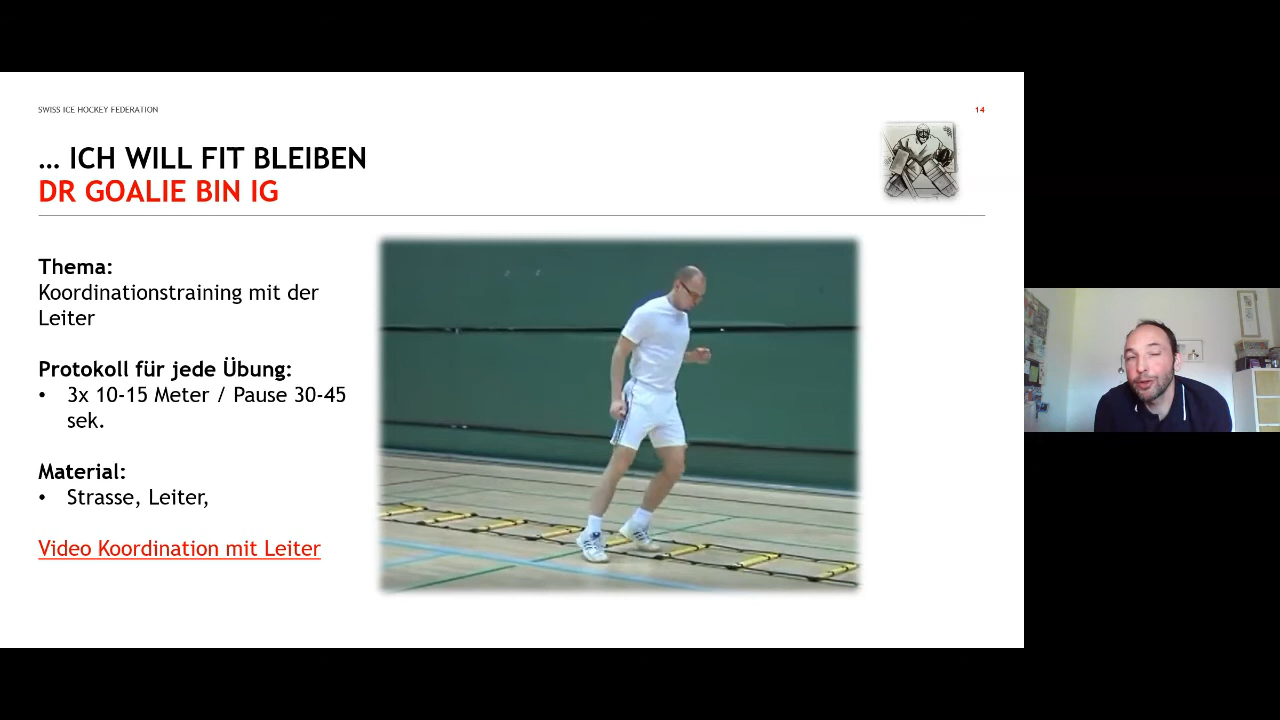 SWISS ICE HOCKEY FEDERATION
14
... ICH WILL FIT BLEIBEN
DR GOALIE BIN IG
Thema:
Koordinationstraining mit der
Leiter
Protokoll für jede Übung:
• 3x 10-15 Meter / Pause 30-45
sek.
Material:
• Strasse, Leiter,
Video Koordination mit Leiter